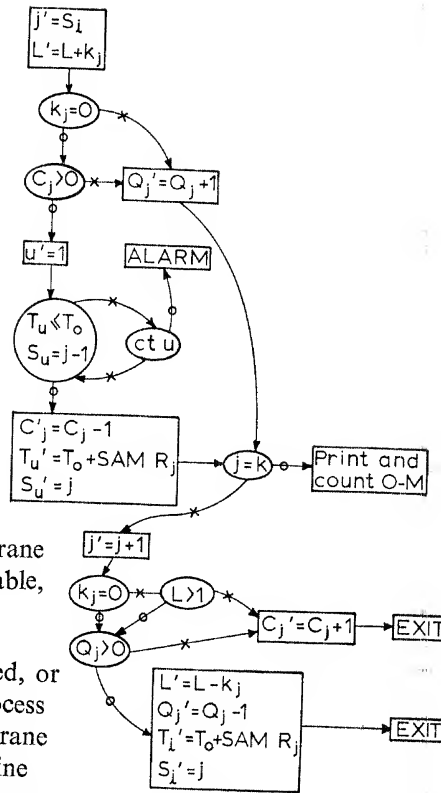 j'=Sᵢ
L'=L+kⱼ
kⱼ=0
Cⱼ>0
Qⱼ'=Qⱼ+1
u'=1
ALARM
Tᵤ≤T₀
Sᵤ=j-1
ct u
C'ⱼ=Cⱼ-1
Tᵤ'=T₀+SAM Rⱼ
Sᵤ'=j
j=k
Print and
count O-M
rane
able,
j'=j+1
kⱼ=0
L>1
Cⱼ'=Cⱼ+1
EXIT
Qⱼ>0
ed, or
ocess
rane
ine
L'=L-kⱼ
Qⱼ'=Qⱼ-1
Tᵢ'=T₀+SAM Rⱼ
Sᵢ'=j
EXIT